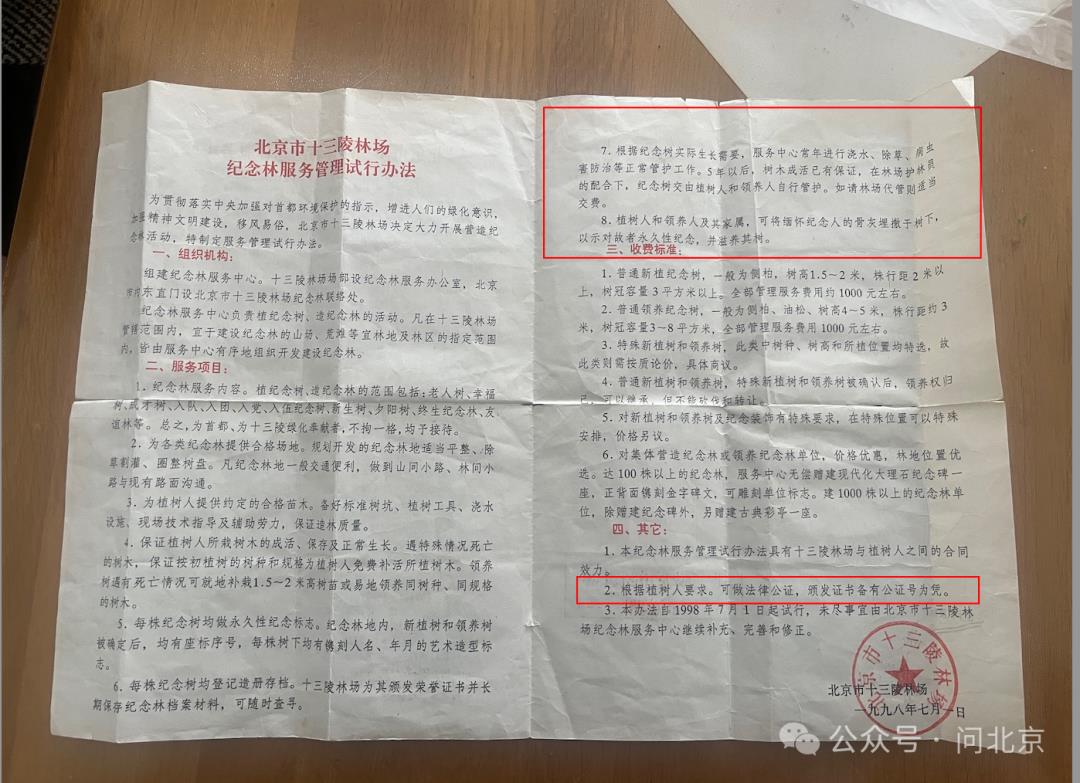 北京市十三陵林场
纪念林服务管理试行办法
为贯彻落实中央加强对首都环境保护的指示，增进人们的绿化意识，
加强精神文明建设，移风易俗，北京市十三陵林场决定大力开展营造纪
念林活动，特制定服务管理试行办法。
一、组织机构：
组建纪念林服务中心。十三陵林场场部设纪念林服务办公室，北京
市内东直门设北京市十三陵林场纪念林联络处。
纪念林服务中心负责植纪念树、造纪念林的活动。凡在十三陵林场
管辖范围内，宜于建设纪念林的山场、荒滩等宜林地及林区的指定范围
内，皆由服务中心有序地组织开发建设纪念林。
二、服务项目：
1．纪念林服务内容。植纪念树、造纪念林的范围包括：老人树、幸福
树、成才树、入队、入团、入党、入伍纪念树、新生树、夕阳树、终生纪念林、友
谊林等。总之，为首都、为十三陵绿化奉献者，不拘一格，均予接待。
2．为各类纪念林提供合格场地。规划开发的纪念林地适当平整、除
草割灌、圈整树盘。凡纪念林地一般交通便利，做到山间小路、林间小
路与现有路面沟通。
3．为植树人提供约定的合格苗木。备好标准树坑、植树工具、浇水
设施、现场技术指导及辅助劳力，保证造林质量。
4．保证植树人所栽树木的成活、保存及正常生长。遇特殊情况死亡
的树木，保证按初植树的树种和规格为植树人免费补活所植树木。领养
树遇有死亡情况可就地补栽1.5~2米高树苗或易地领养同树种、同规格
的树木。
5．每株纪念树均做永久性纪念标志。纪念林地内，新植树和领养树
被确定后，均有座标序号，每株树下均有镌刻人名、年月的艺术造型标
志。
6．每株纪念树均登记造册存档。十三陵林场为其颁发荣誉证书并长
期保存纪念林档案材料，可随时查寻。
7．根据纪念树实际生长需要，服务中心常年进行浇水、除草、病虫
害防治等正常管护工作。5年以后，树木成活已有保证，在林场护林员
的配合下，纪念树交由植树人和领养人自行管护。如请林场代管则适当
交费。
8．植树人和领养人及其家属，可将缅怀纪念人的骨灰埋撒于树下，
以示对故者永久性纪念，并滋养其树。
三、收费标准：
1．普通新植纪念树，一般为侧柏，树高1.5~2米，株行距2米以
上，树冠容量3平方米以上。全部管理服务费用约1000元左右。
2．普通领养纪念树，一般为侧柏、油松、树高4~5米，株行距约3
米，树冠容量3~8平方米，全部管理服务费用1000元左右。
3．特殊新植树和领养树，此类中树种、树高和所植位置均特选，故
此类则需按质论价，具体商议。
4．普通新植树和领养树，特殊新植树和领养树被确认后，领养权归
己，可以继承，但不能砍伐和转让。
5．对新植树和领养树及纪念装饰有特殊要求，在特殊位置可以特殊
安排，价格另议。
6．对集体营造纪念林或领养纪念林单位，价格优惠，林地位置优
选。达100株以上的纪念林，服务中心无偿赠建现代化大理石纪念碑一
座，正背面镌刻金字碑文，可雕刻单位标志。建1000株以上的纪念林单
位，除赠建纪念碑外，另赠建古典彩亭一座。
四、其它：
1．本纪念林服务管理试行办法具有十三陵林场与植树人之间的合同
效力。
2．根据植树人要求。可做法律公证，颁发证书备有公证号为凭。
3．本办法自1998年7月1日起试行，未尽事宜由北京市十三陵林
场纪念林服务中心继续补充、完善和修正。
北京市十三陵林场
北京市十三陵林场
一九九八年七月一日
公众号·问北京